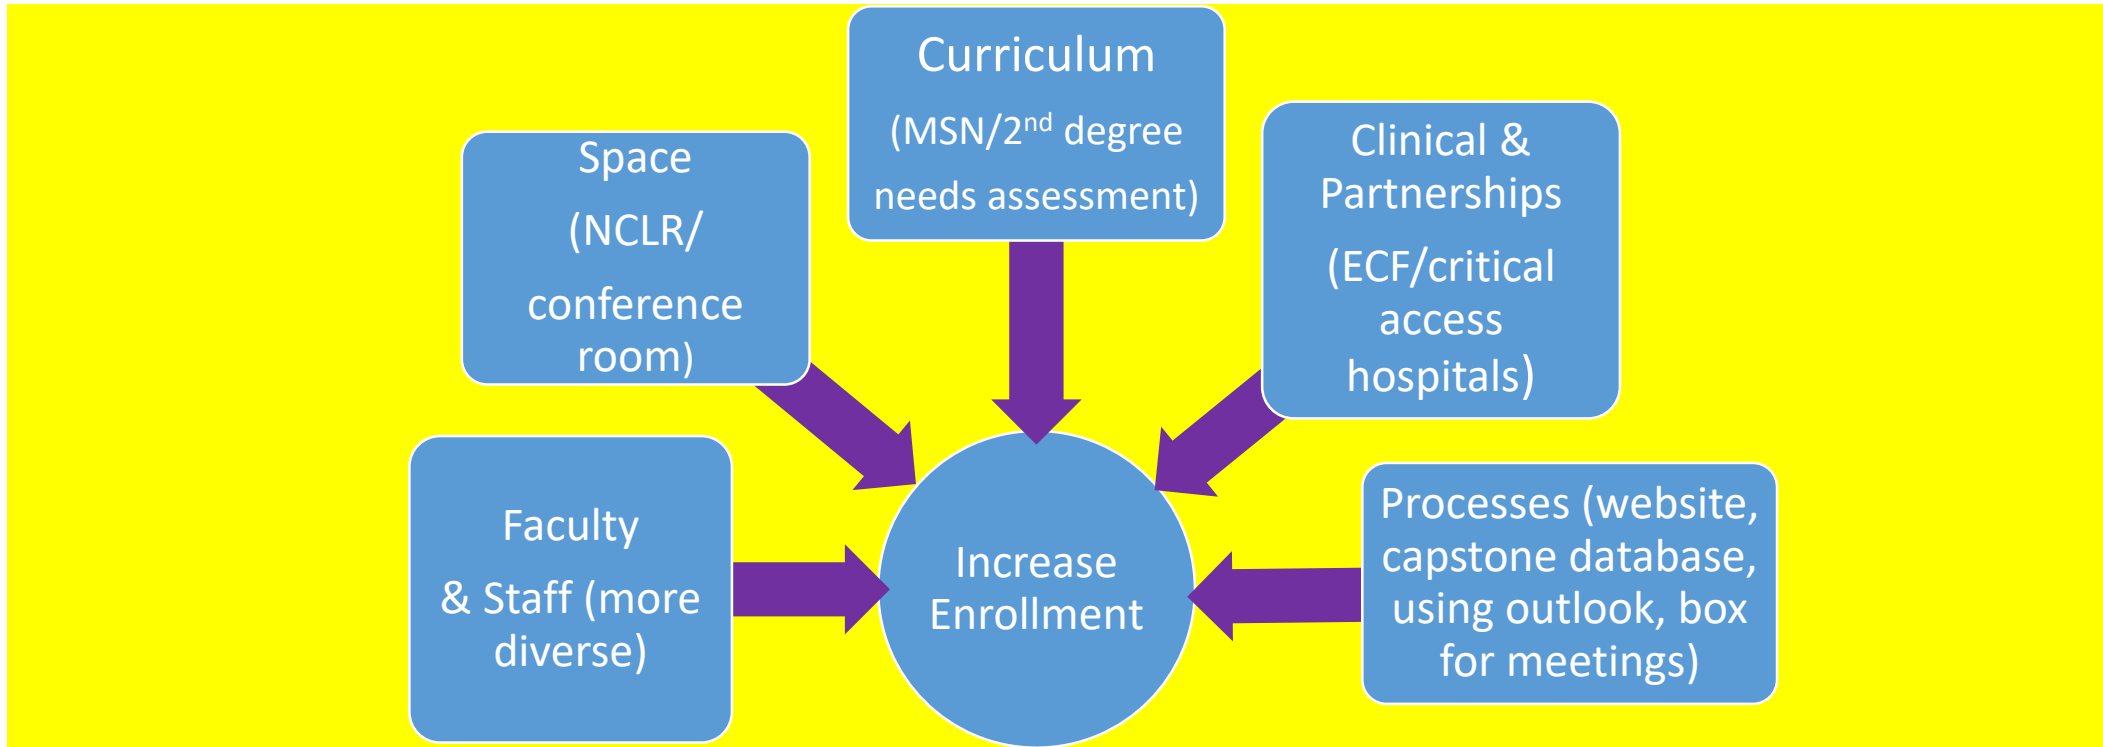 Faculty
& Staff (more
diverse)
Space
(NCLR/
conference
room)
Curriculum
(MSN/2nd degree
needs assessment)
Clinical &
Partnerships
(ECF/critical
access
hospitals)
Processes (website,
capstone database,
using outlook, box
for meetings)
Increase
Enrollment